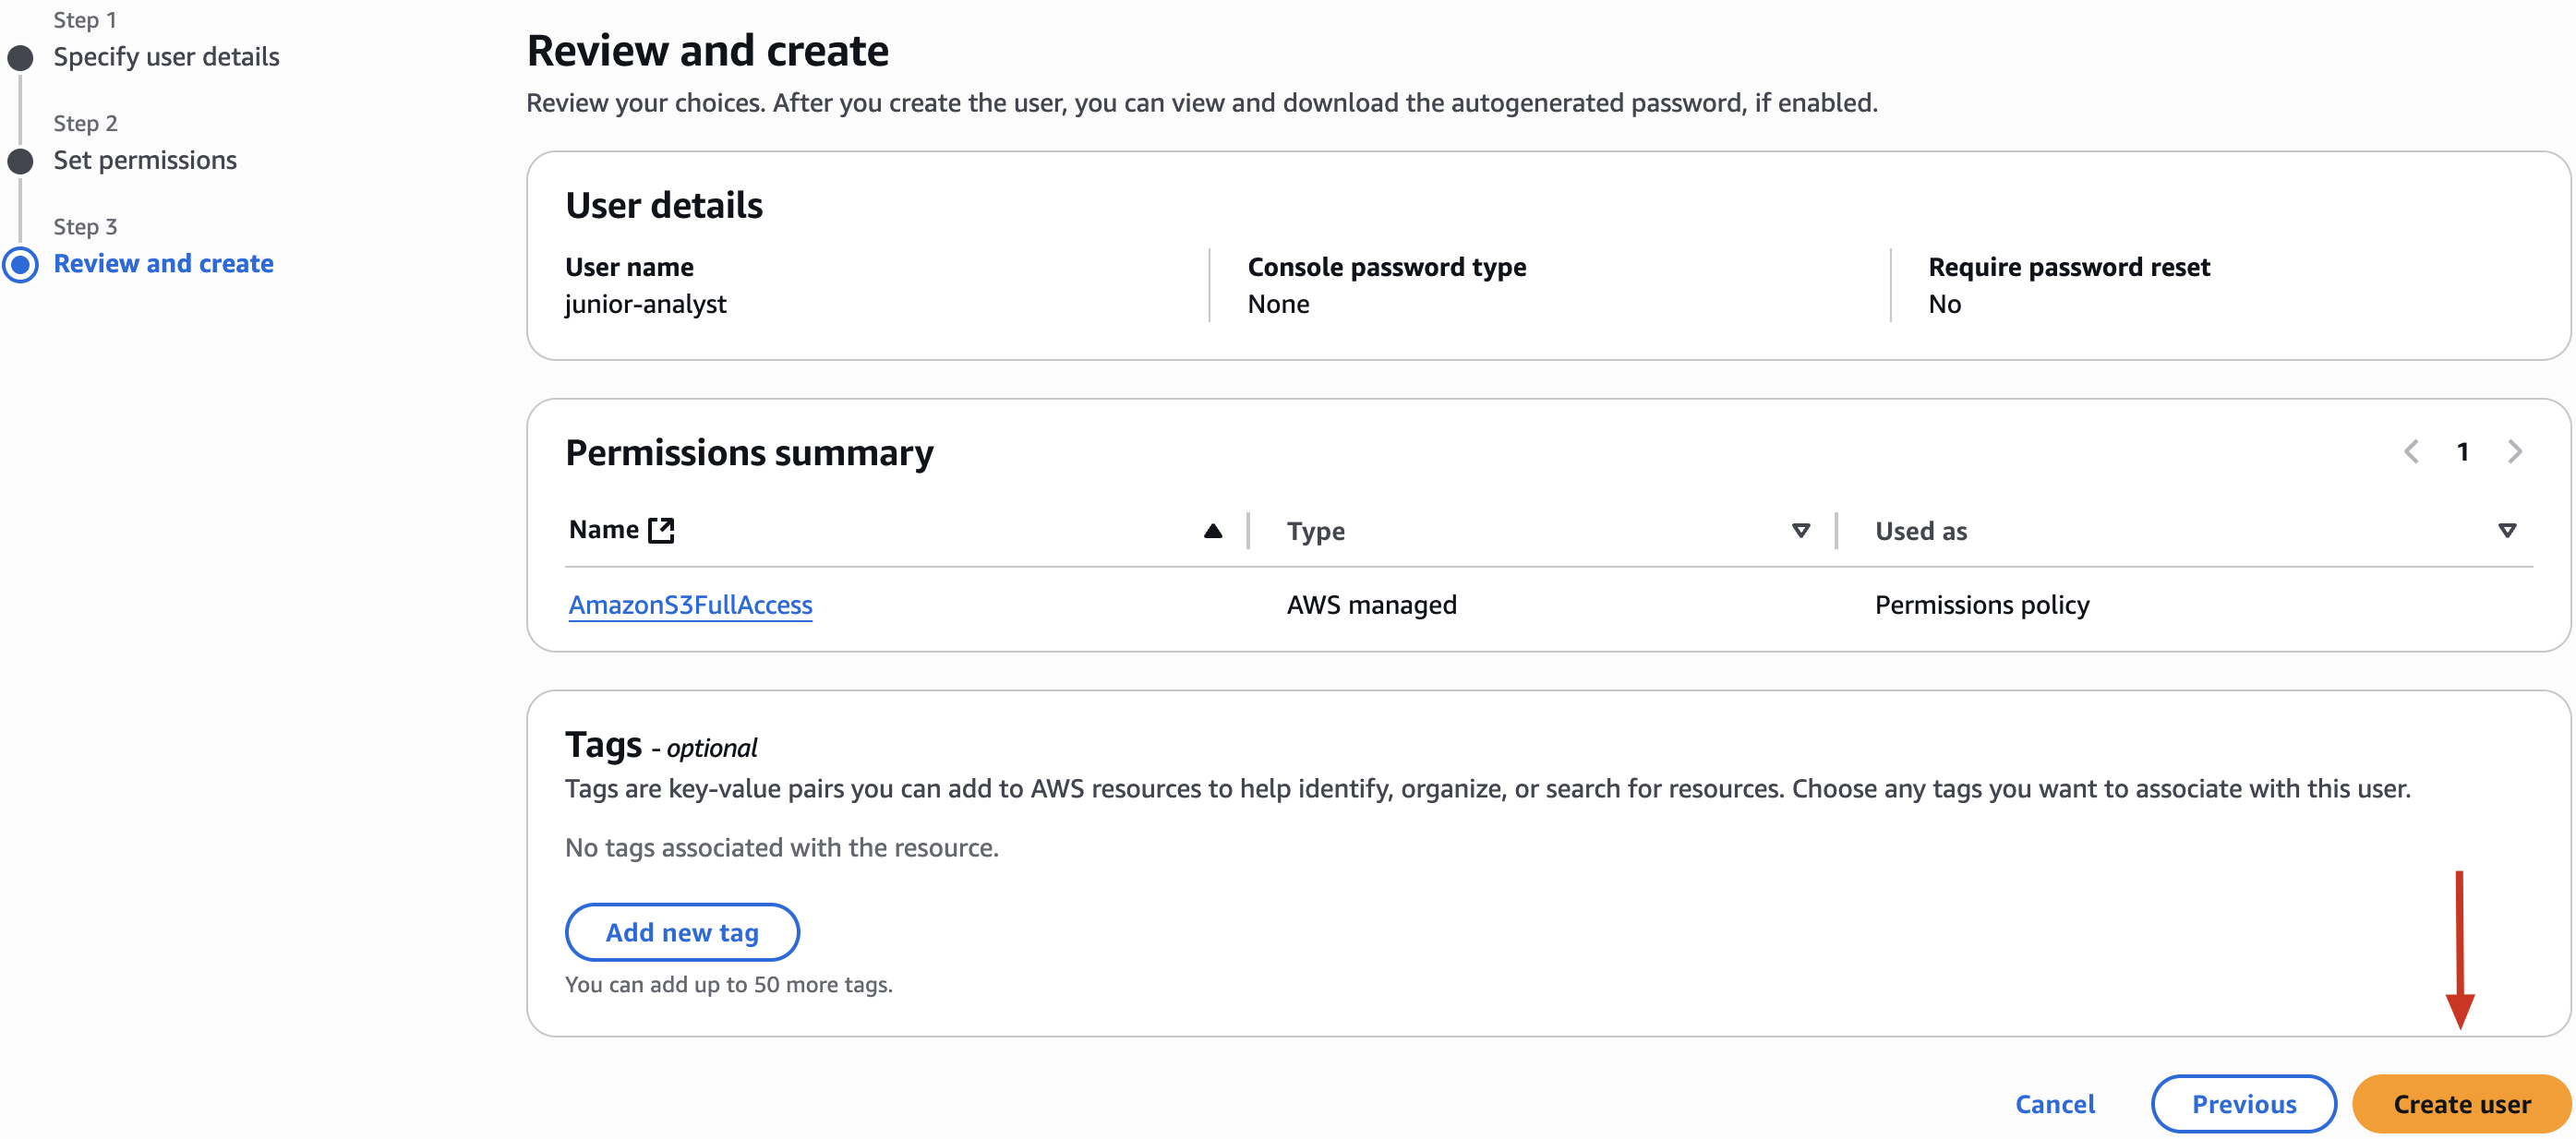 Step 1
Specify user details
Step 2
Set permissions
Step 3
Review and create
Review and create
Review your choices. After you create the user, you can view and download the autogenerated password, if enabled.
User details
User name
junior-analyst
Console password type
None
Require password reset
No
Permissions summary
1
Name
Type
Used as
AmazonS3FullAccess
AWS managed
Permissions policy
Tags - optional
Tags are key-value pairs you can add to AWS resources to help identify, organize, or search for resources. Choose any tags you want to associate with this user.
No tags associated with the resource.
Add new tag
You can add up to 50 more tags.
Cancel
Previous
Create user